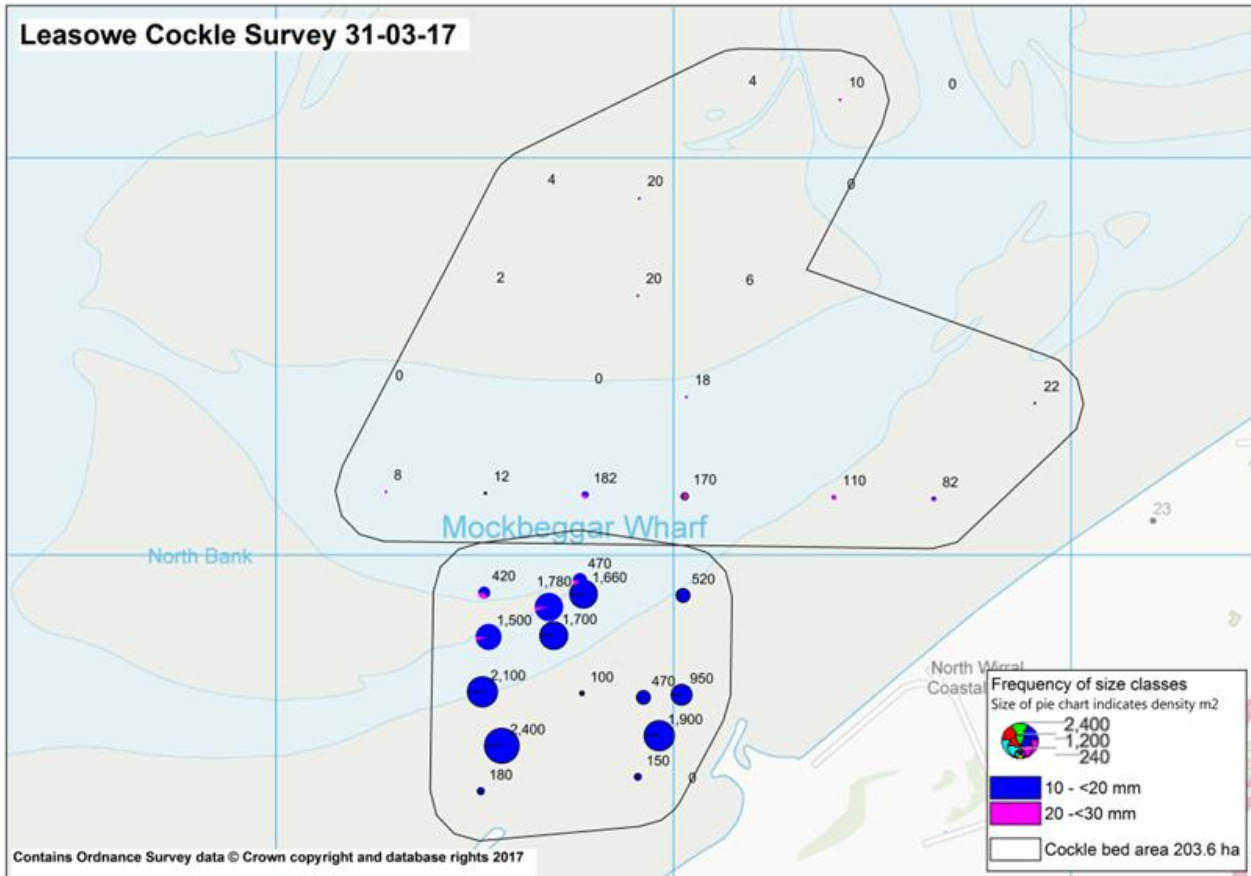 Leasowe Cockle Survey 31-03-17
4 10 0
4 20 0
2 20 6
0 0 18 22
8 12 182 170 110 82
23
Mockbeggar Wharf
North Bank
420 470 520
1,780 1,660
1,500 1,700
2,100 100 470 950
2,400 1,900
180 150 0
North Wirral
Coastal
Frequency of size classes
Size of pie chart indicates density m2
2,400
1,200
240
10 - <20 mm
20 -<30 mm
Cockle bed area 203.6 ha
Contains Ordnance Survey data © Crown copyright and database rights 2017